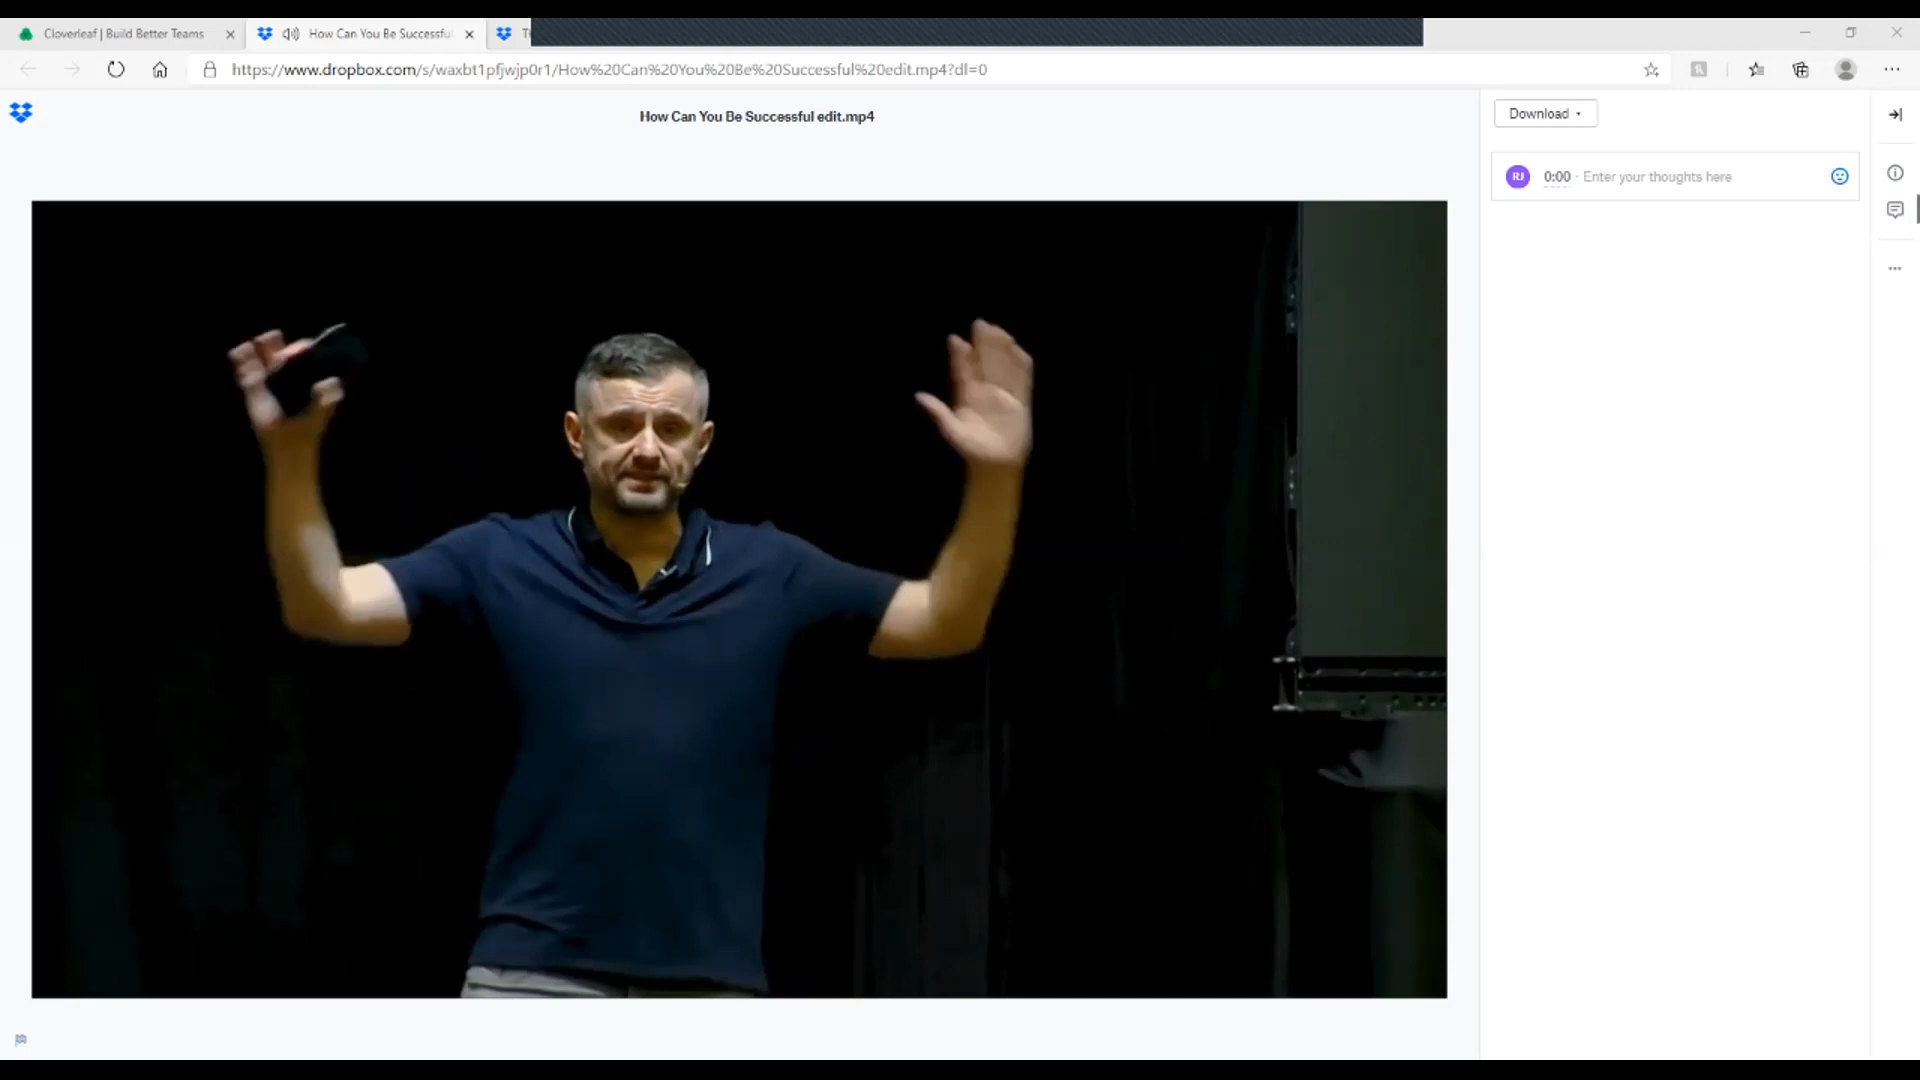 Cloverleaf | Build Better Teams
How Can You Be Successful
https://www.dropbox.com/s/waxbt1pfjwjp0r1/How%20Can%20You%20Be%20Successful%20edit.mp4?dl=0
How Can You Be Successful edit.mp4
Download
RJ 0:00 · Enter your thoughts here